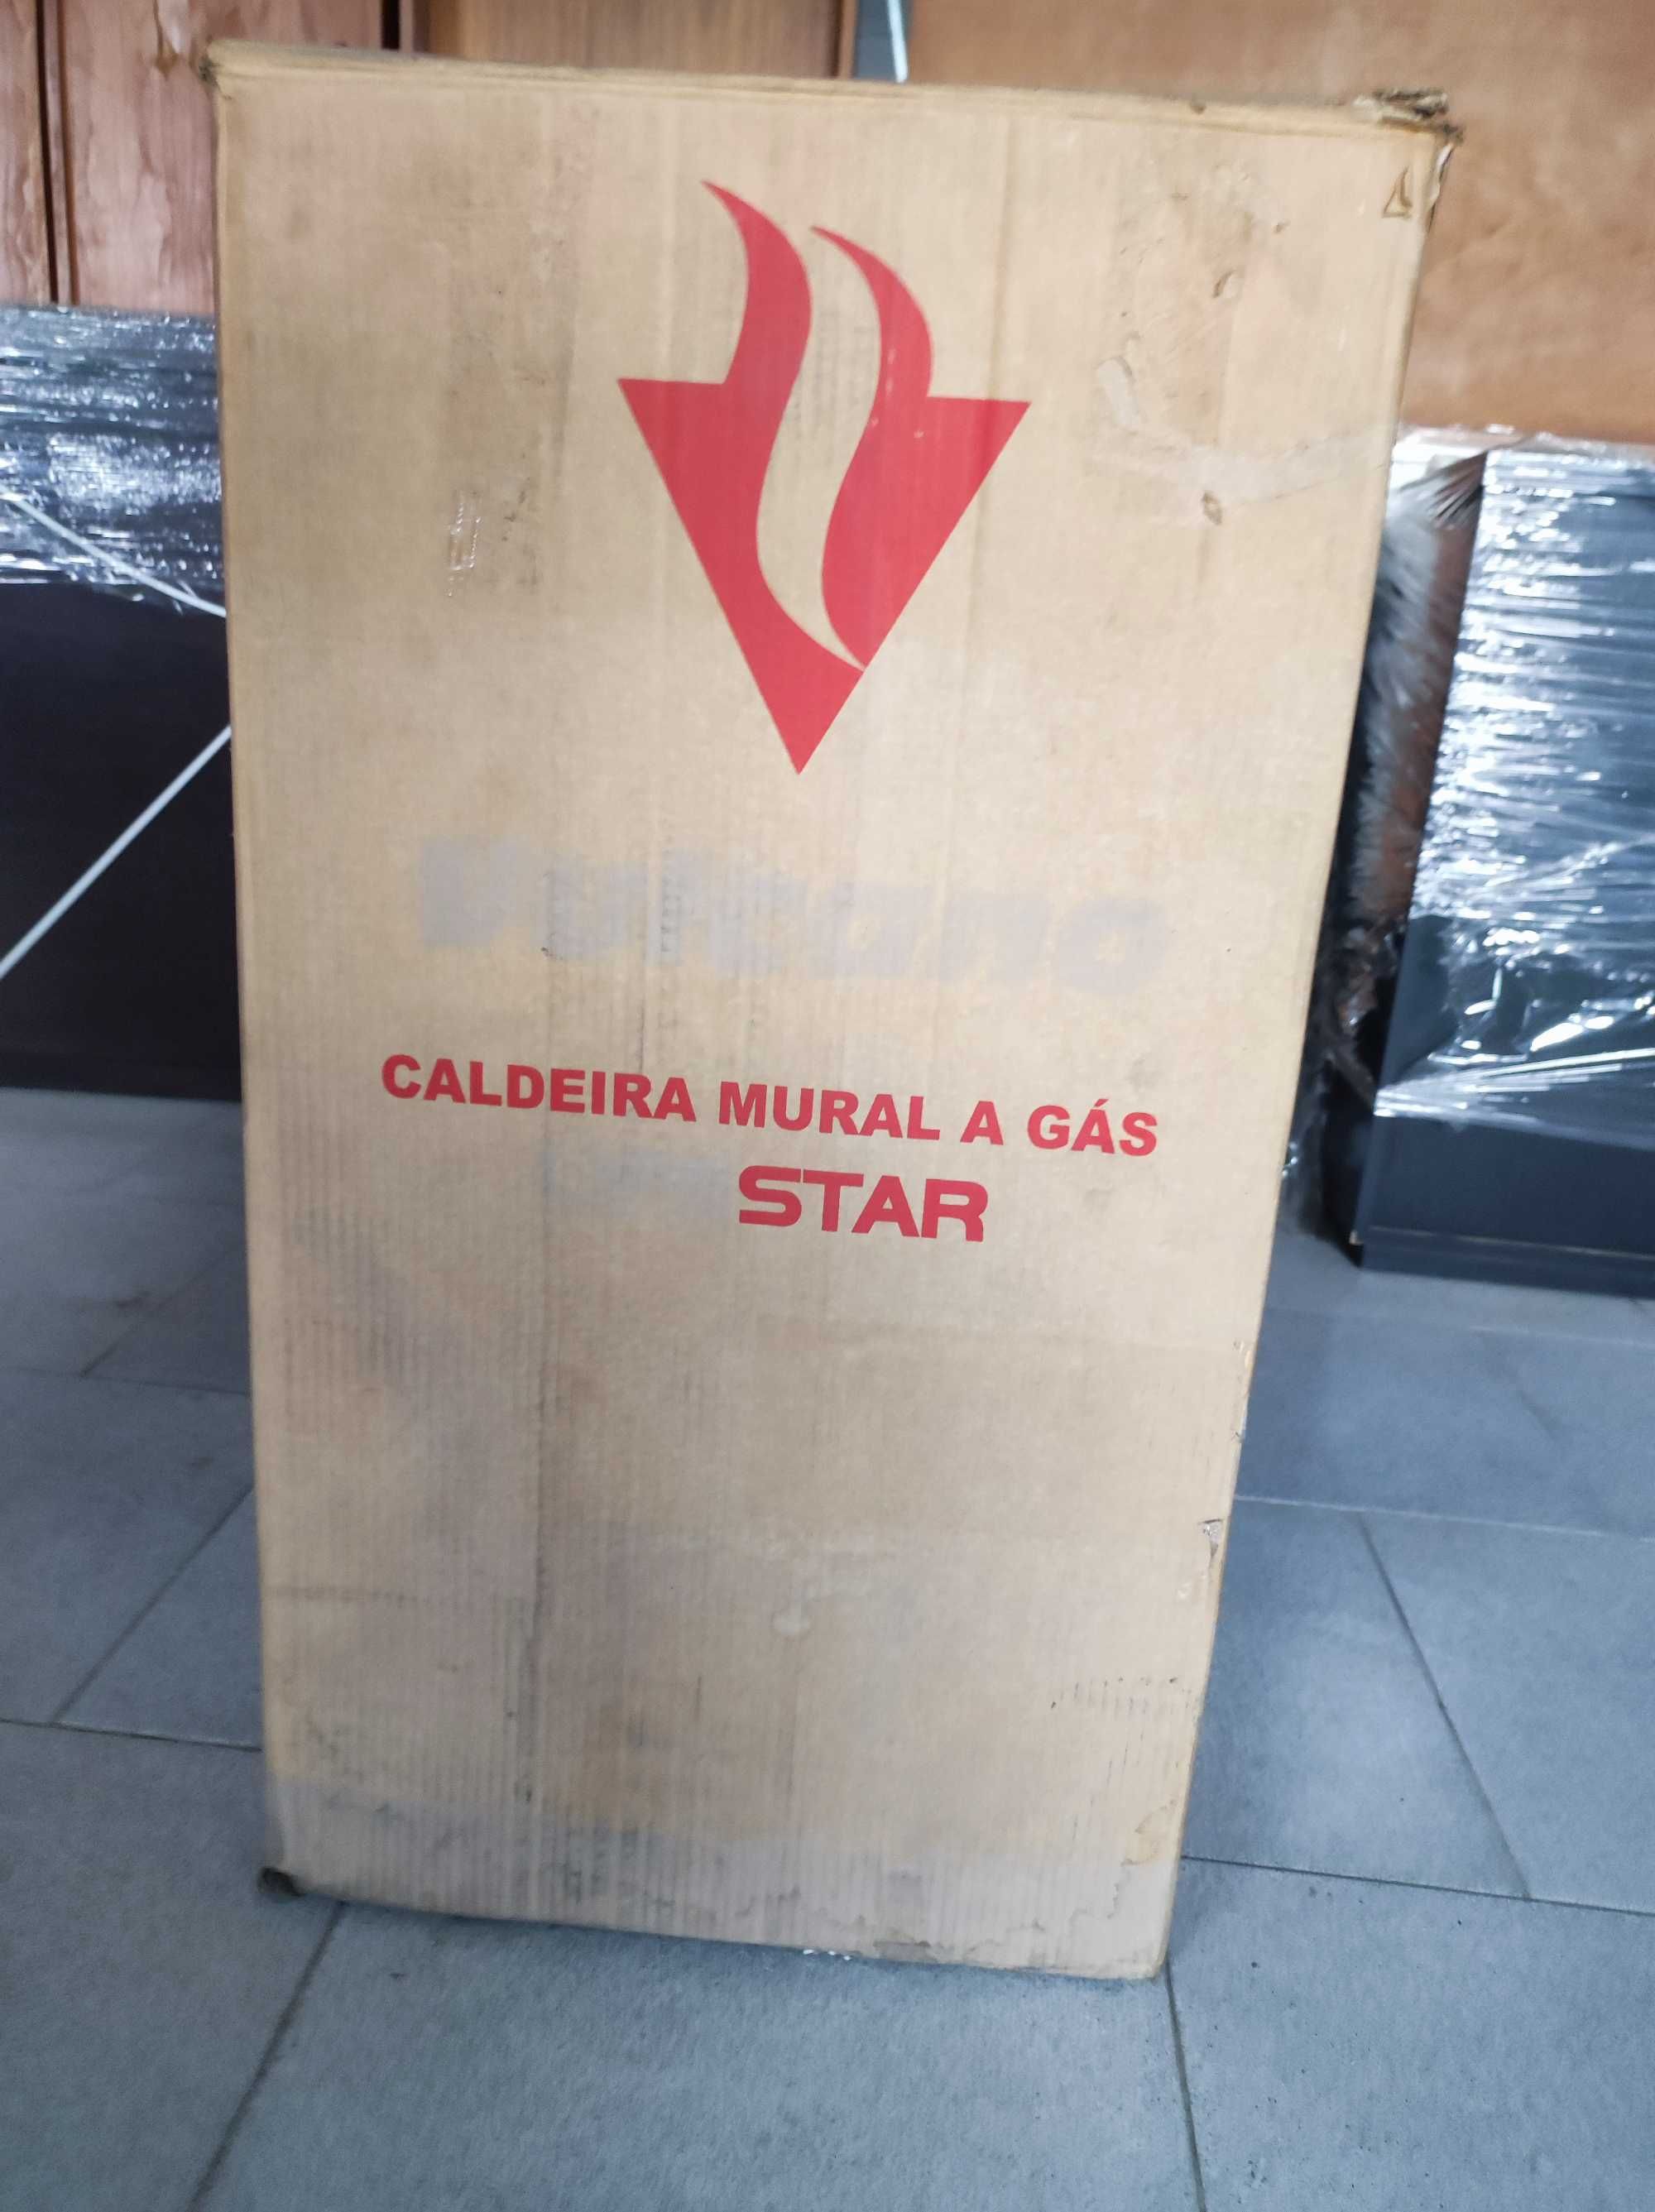 Vulcano
CALDEIRA MURAL A GÁS
STAR